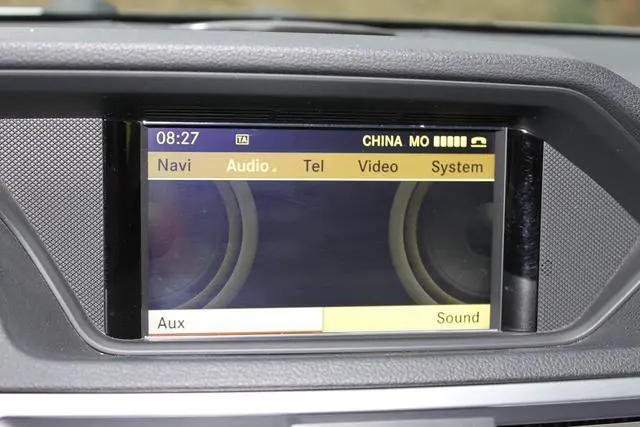 08:27 TA CHINA MO
Navi Audio Tel Video System
Aux Sound